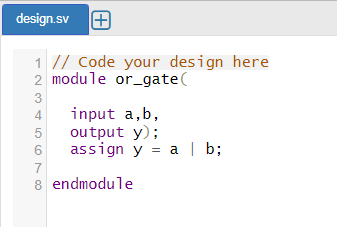 design.sv
1 // Code your design here
2 module or_gate(
3
4   input a,b,
5   output y);
6   assign y = a | b;
7
8 endmodule